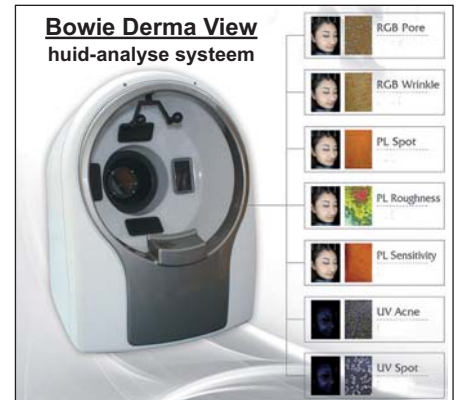 Bowie Derma View
huid-analyse systeem
RGB Pore
RGB Wrinkle
PL Spot
PL Roughness
PL Sensitivity
UV Acne
UV Spot